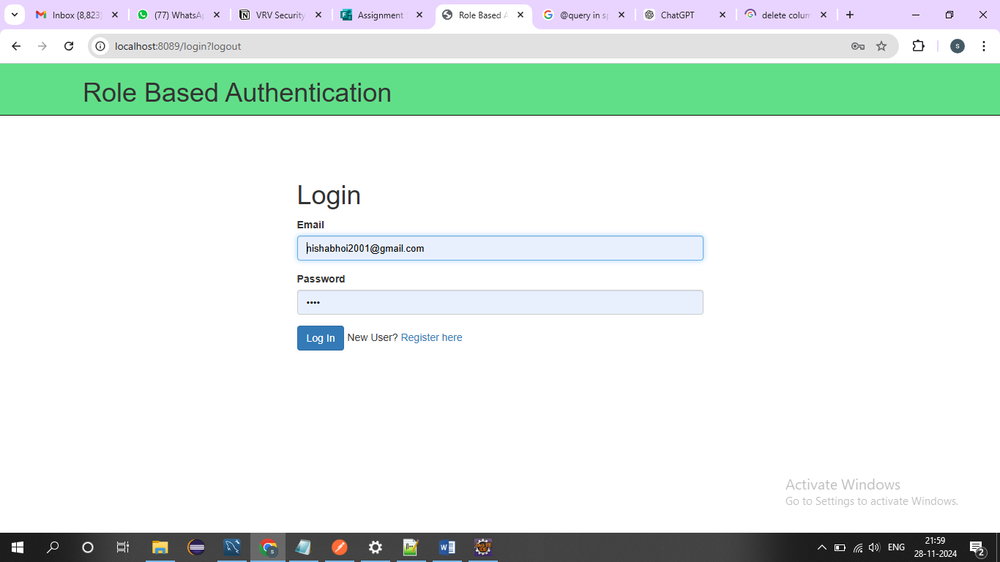 Inbox (8,823
(77) WhatsA
VRV Security
Assignment
Role Based A
@query in sp
ChatGPT
delete colum
localhost:8089/login?logout
S
Role Based Authentication
Login
Email
hishabhoi2001@gmail.com
Password
••••
Log In New User? Register here
Activate Windows
Go to Settings to activate Windows.
ENG
21:59
28-11-2024
2